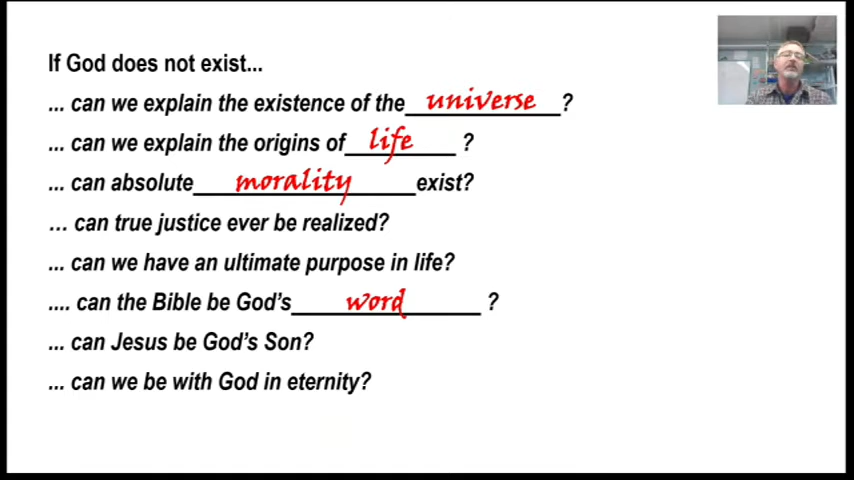 If God does not exist...
... can we explain the existence of the universe ?
... can we explain the origins of life ?
... can absolute morality exist?
... can true justice ever be realized?
... can we have an ultimate purpose in life?
.... can the Bible be God's word ?
... can Jesus be God's Son?
... can we be with God in eternity?